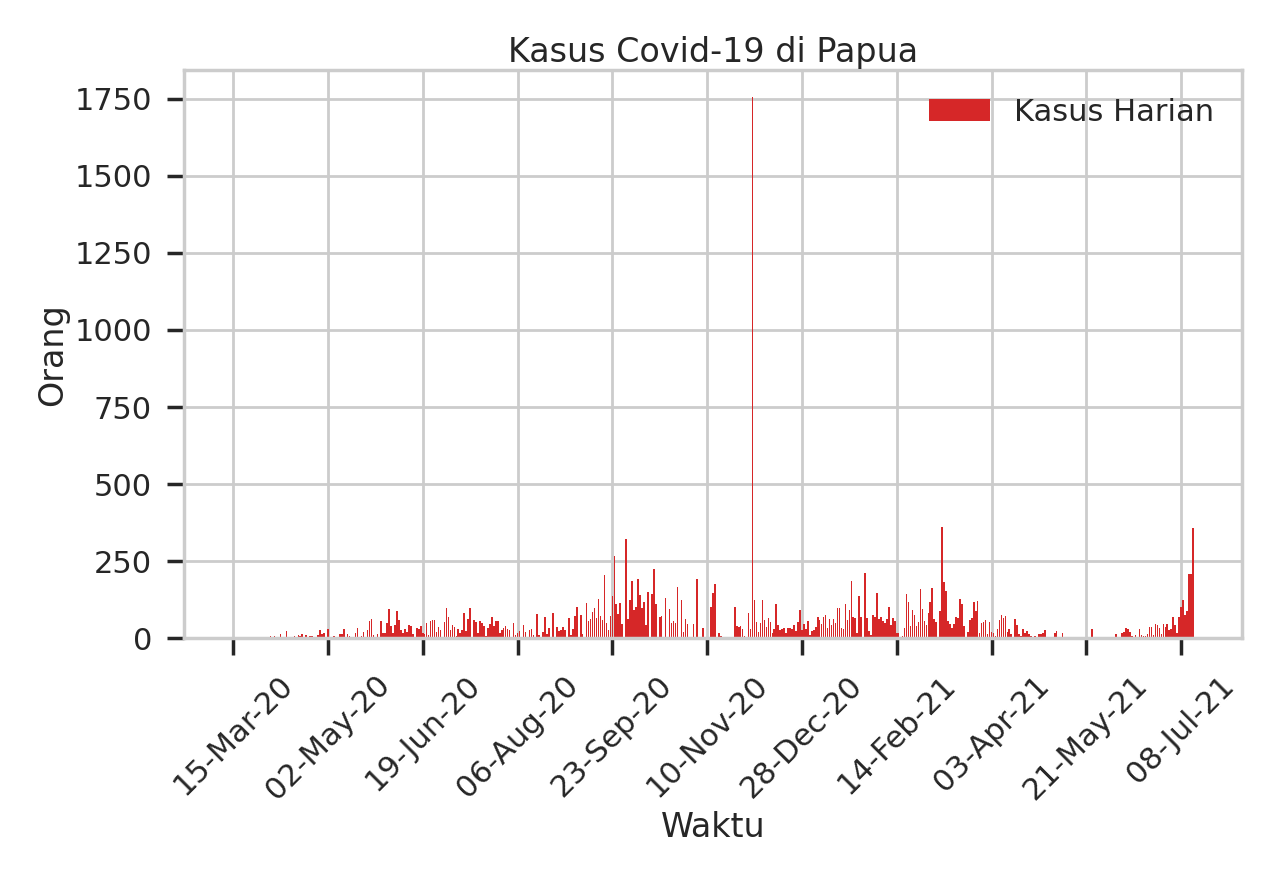 Kasus Covid-19 di Papua
Kasus Harian
1750
1500
1250
1000
750
500
250
0
Orang
15-Mar-20
02-May-20
19-Jun-20
06-Aug-20
23-Sep-20
10-Nov-20
28-Dec-20
14-Feb-21
03-Apr-21
21-May-21
08-Jul-21
Waktu